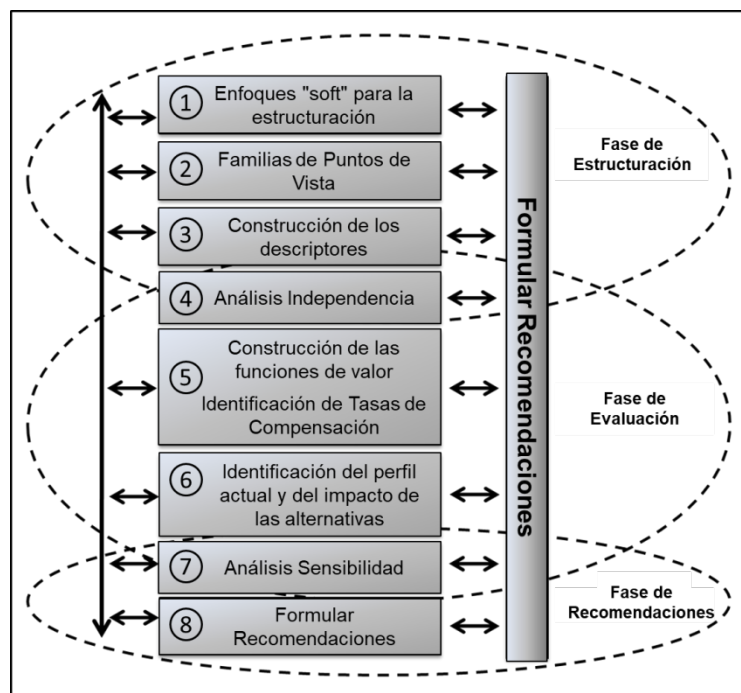 1 Enfoques "soft" para la
estructuración
2 Familias de Puntos de
Vista
3 Construcción de los
descriptores
4 Análisis Independencia
5 Construcción de las
funciones de valor
Identificación de Tasas de
Compensación
6 Identificación del perfil
actual y del impacto de
las alternativas
7 Análisis Sensibilidad
8 Formular
Recomendaciones
Formular Recomendaciones
Fase de
Estructuración
Fase de
Evaluación
Fase de
Recomendaciones